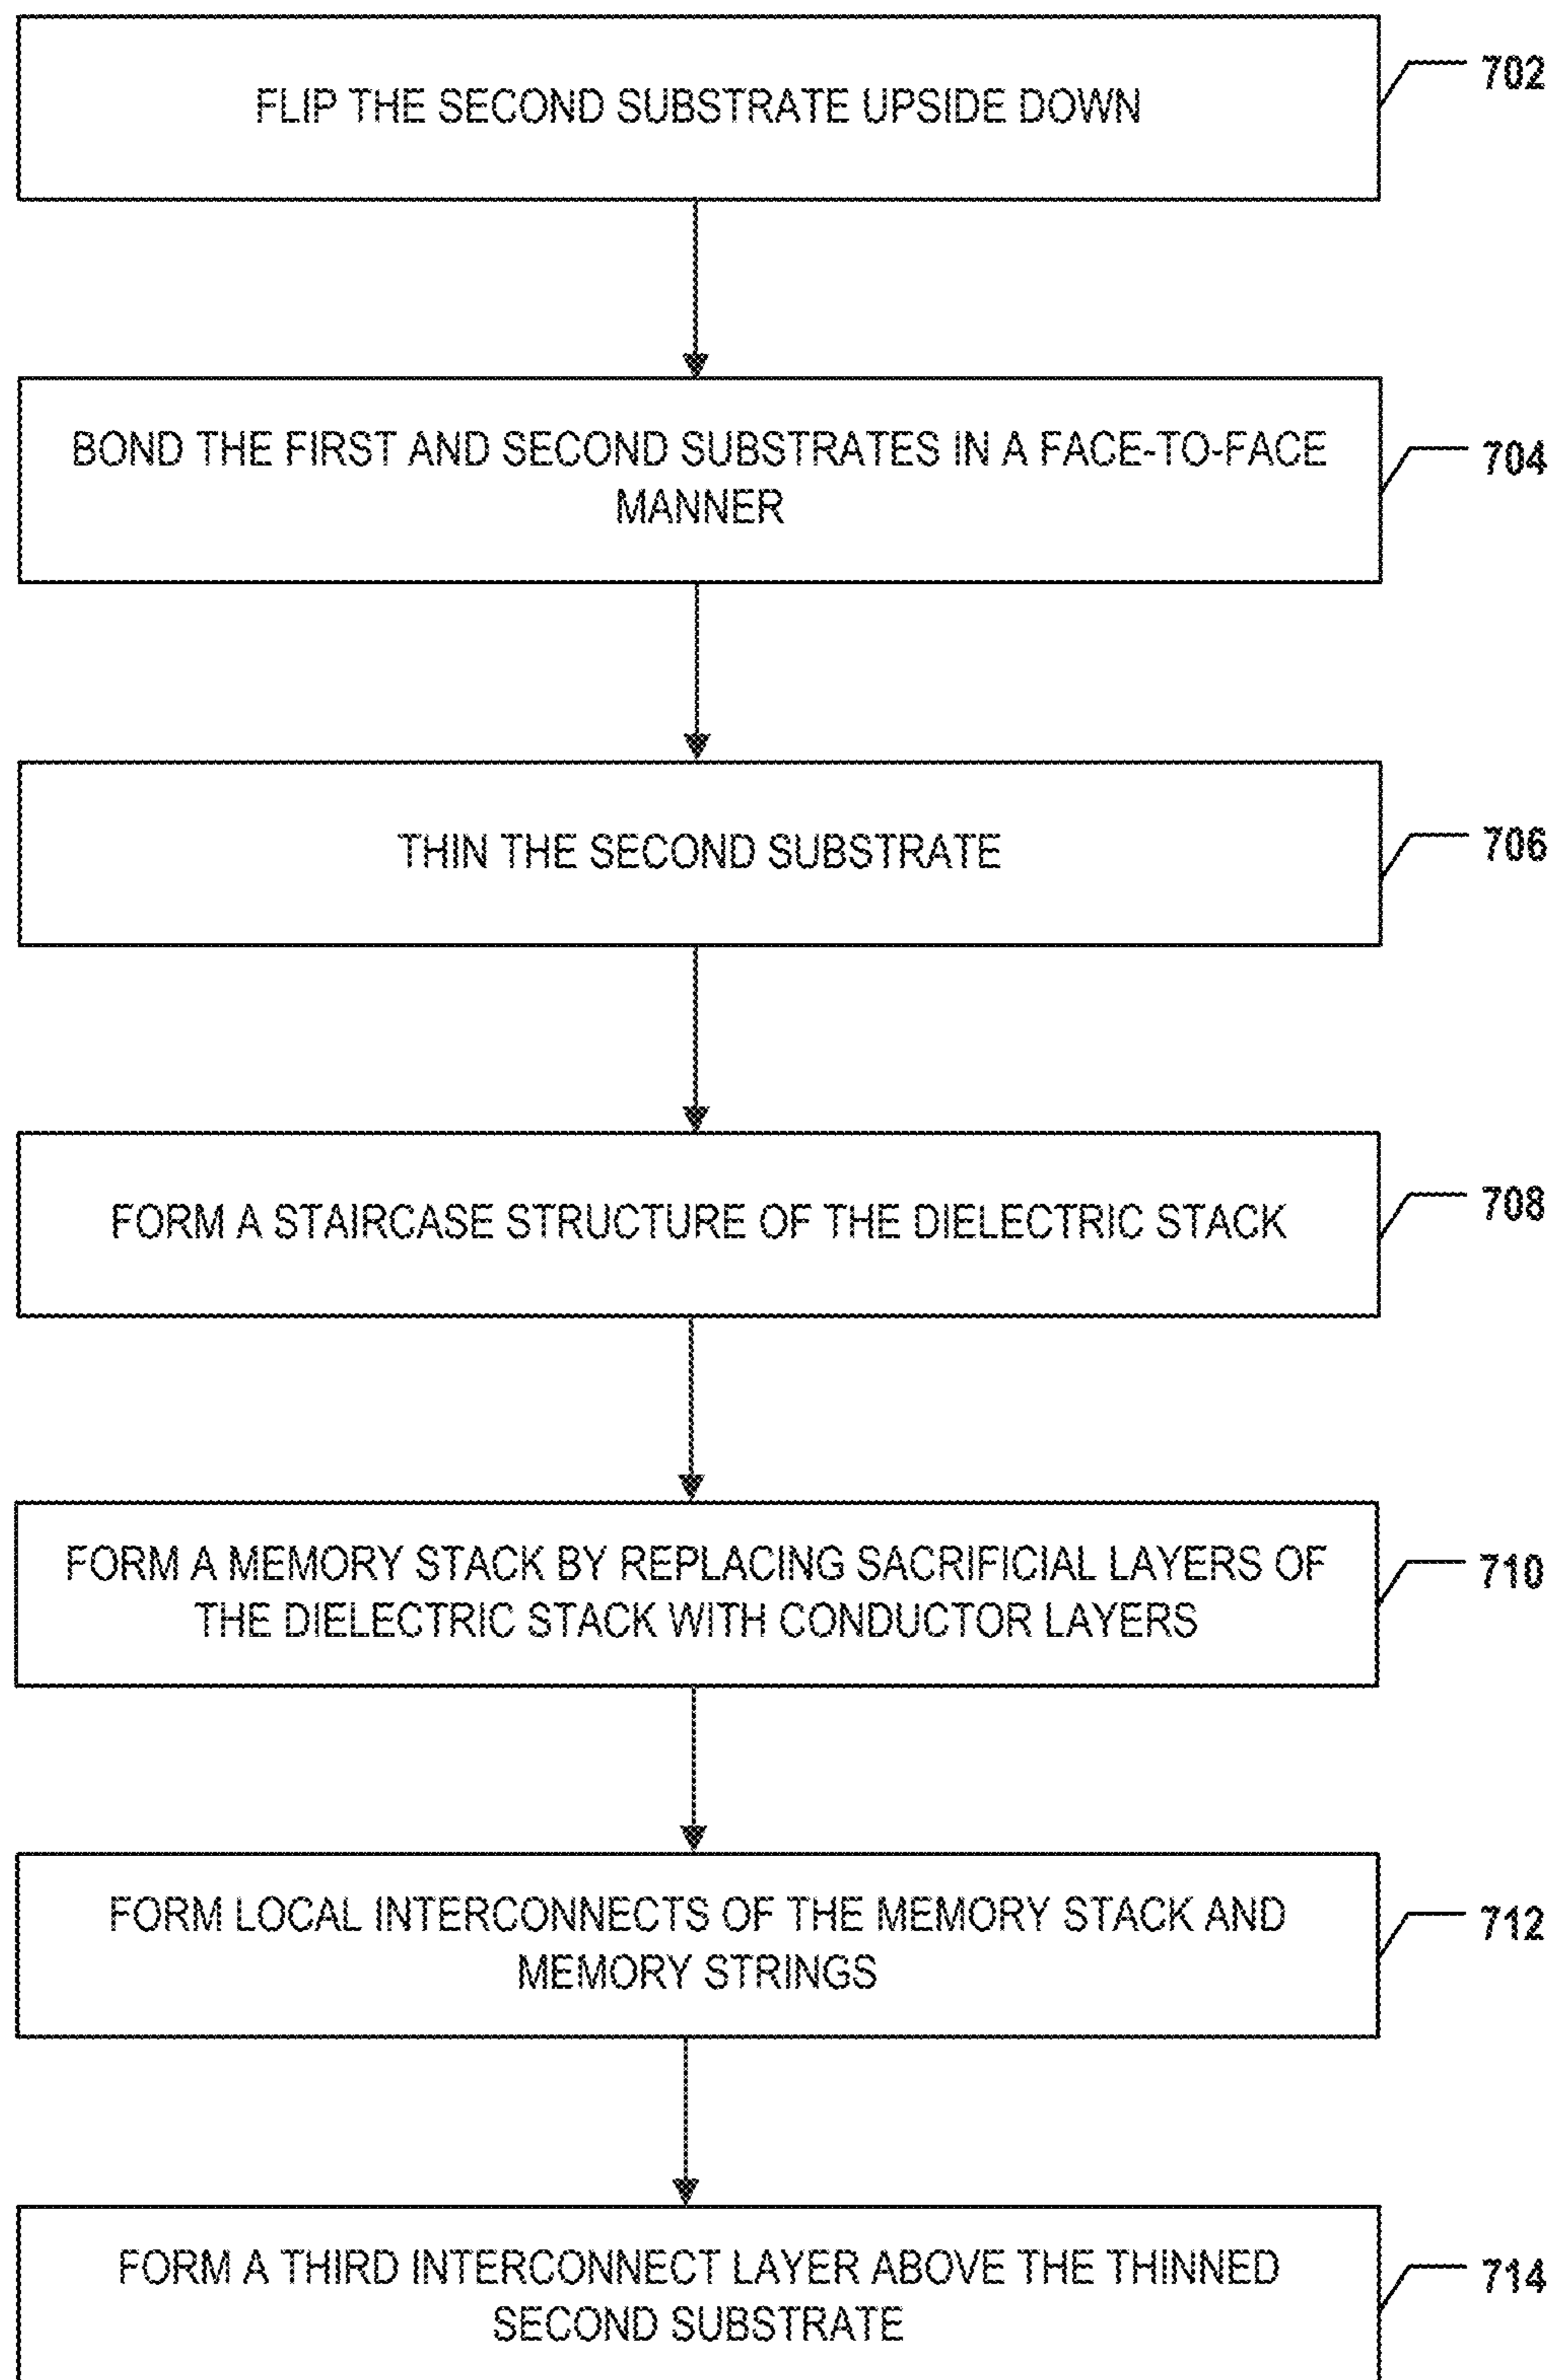 FLIP THE SECOND SUBSTRATE UPSIDE DOWN
702
BOND THE FIRST AND SECOND SUBSTRATES IN A FACE-TO-FACE
MANNER
704
THIN THE SECOND SUBSTRATE
706
FORM A STAIRCASE STRUCTURE OF THE DIELECTRIC STACK
708
FORM A MEMORY STACK BY REPLACING SACRIFICIAL LAYERS OF
THE DIELECTRIC STACK WITH CONDUCTOR LAYERS
710
FORM LOCAL INTERCONNECTS OF THE MEMORY STACK AND
MEMORY STRINGS
712
FORM A THIRD INTERCONNECT LAYER ABOVE THE THINNED
SECOND SUBSTRATE
714